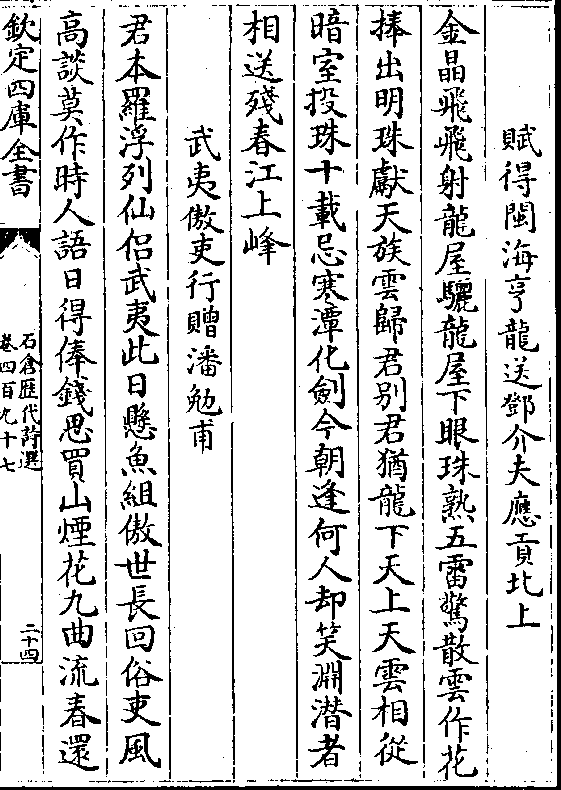 賦得閩海亨龍送鄧介夫應貢北上
金晶飛飛射龍屋驪龍屋下眼珠熟五雷驚散雲作花
捧出明珠獻天族雲歸君别君猶龍下天上天雲相從
暗室投珠十載忌寒潭化劍今朝逢何人却笑淵潜者
相送殘春江上峰
武夷傲吏行贈潘勉甫
君本羅浮列仙侣武夷此日懸魚組傲世長回俗吏風
高談莫作時人語日得俸錢思買山煙花九曲流春還
欽定四庫全書
石倉歴代詩選
卷四百九十七
二十四